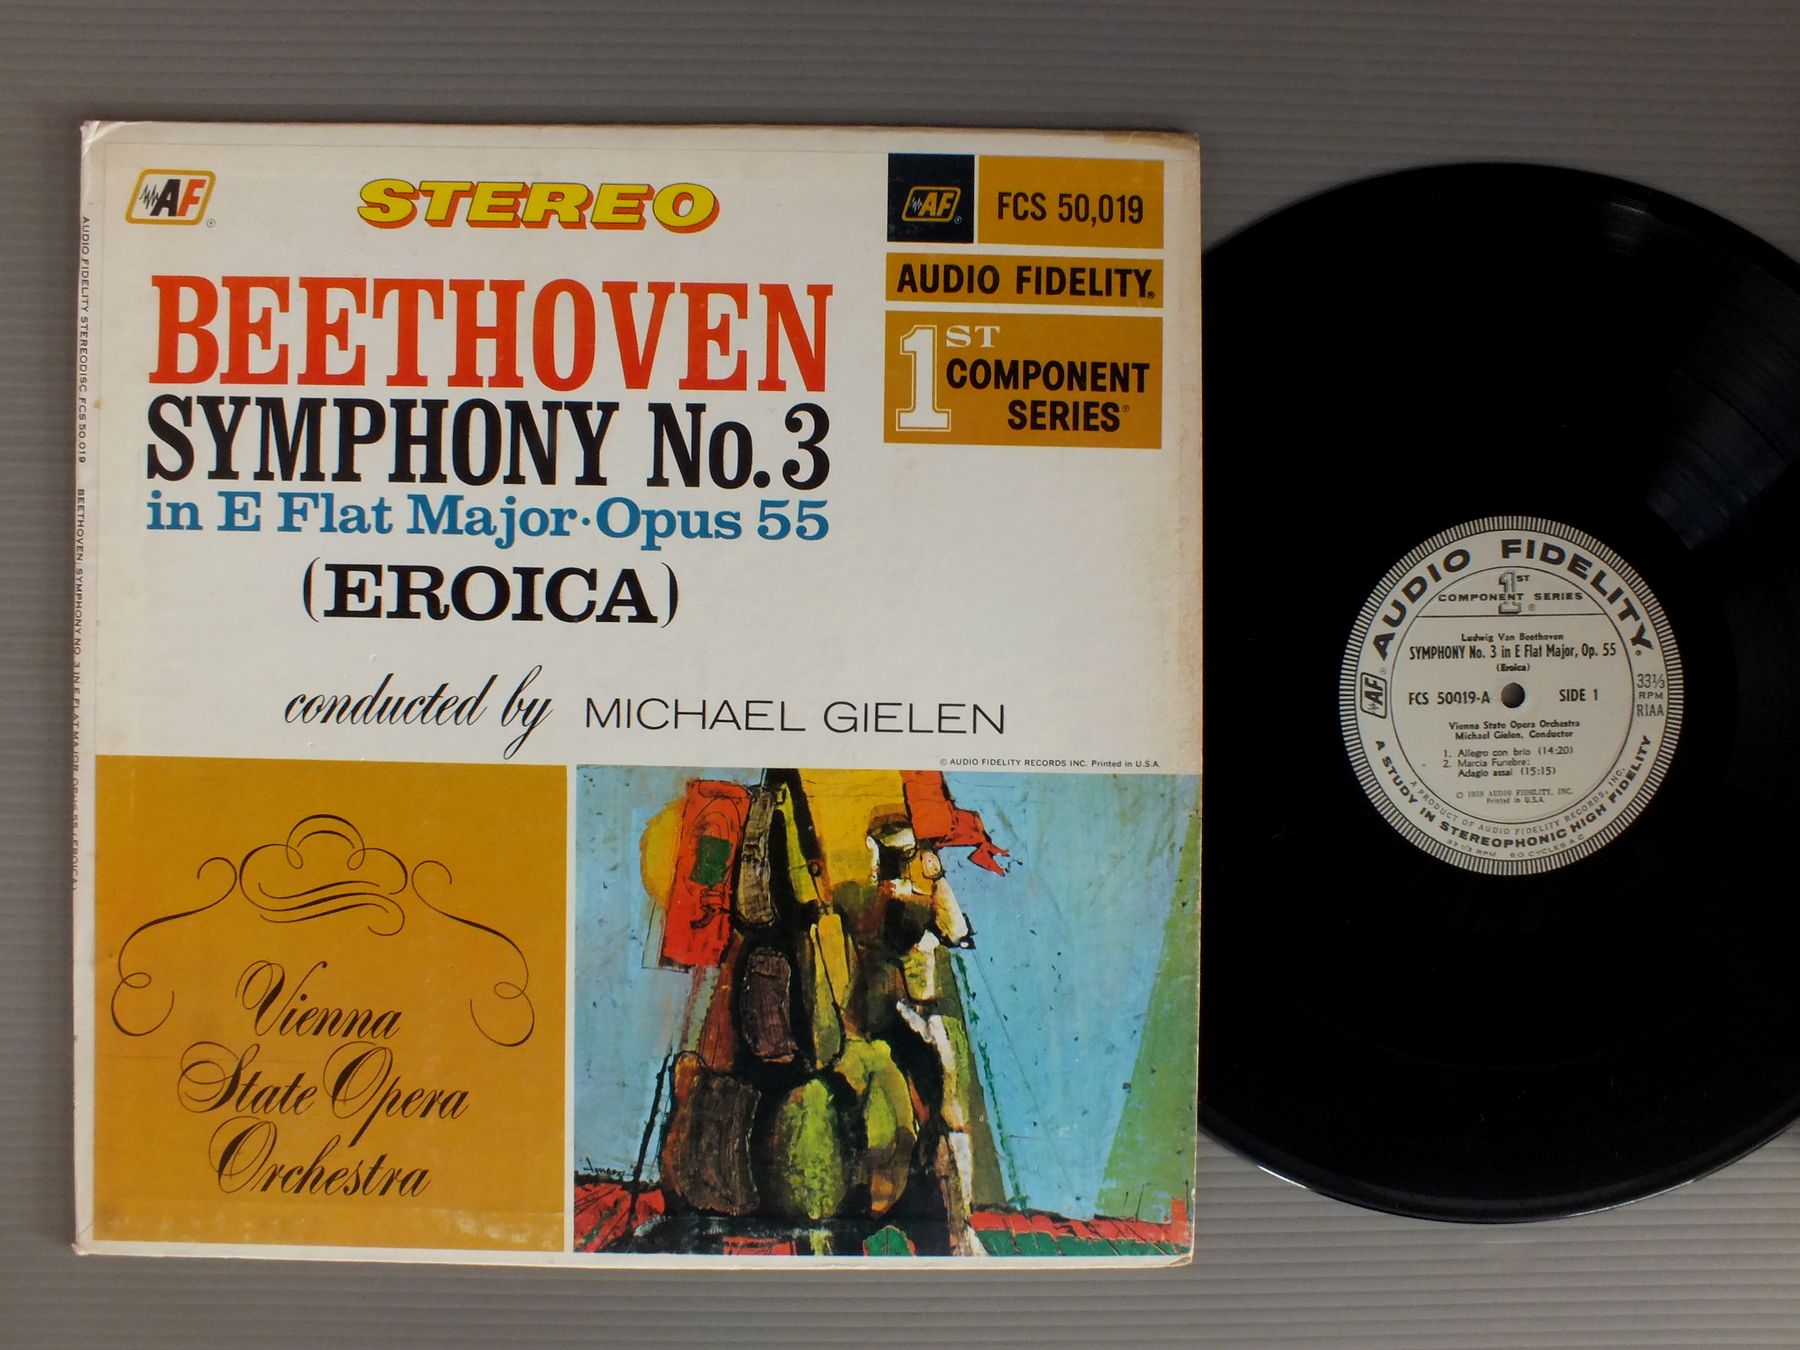 AF ®
STEREO
AF ®
FCS 50,019
AUDIO FIDELITY®
1ST
COMPONENT
SERIES®
BEETHOVEN
SYMPHONY No. 3
in E Flat Major·Opus 55
(EROICA)
conducted by MICHAEL GIELEN
© AUDIO FIDELITY RECORDS INC. Printed in U.S.A.
Vienna
State Opera
Orchestra
AUDIO FIDELITY STEREODISC FCS 50,019 BEETHOVEN: SYMPHONY NO. 3 IN E FLAT MAJOR, OPUS 55 (EROICA)
AUDIO FIDELITY®
1ST
COMPONENT SERIES
®
Ludwig Van Beethoven
SYMPHONY No. 3 in E Flat Major, Op. 55
(Eroica)
AF ®
FCS 50019-A
SIDE 1
33⅓
RPM
RIAA
Vienna State Opera Orchestra
Michael Gielen, Conductor
1. Allegro con brio (14:20)
2. Marcia Funebre:
Adagio assai (15:15)
© 1959 AUDIO FIDELITY, INC.
Printed in U.S.A.
A PRODUCT OF AUDIO FIDELITY RECORDS, INC.
A STUDY IN STEREOPHONIC HIGH FIDELITY
33 1/3 RPM 60 CYCLES A C